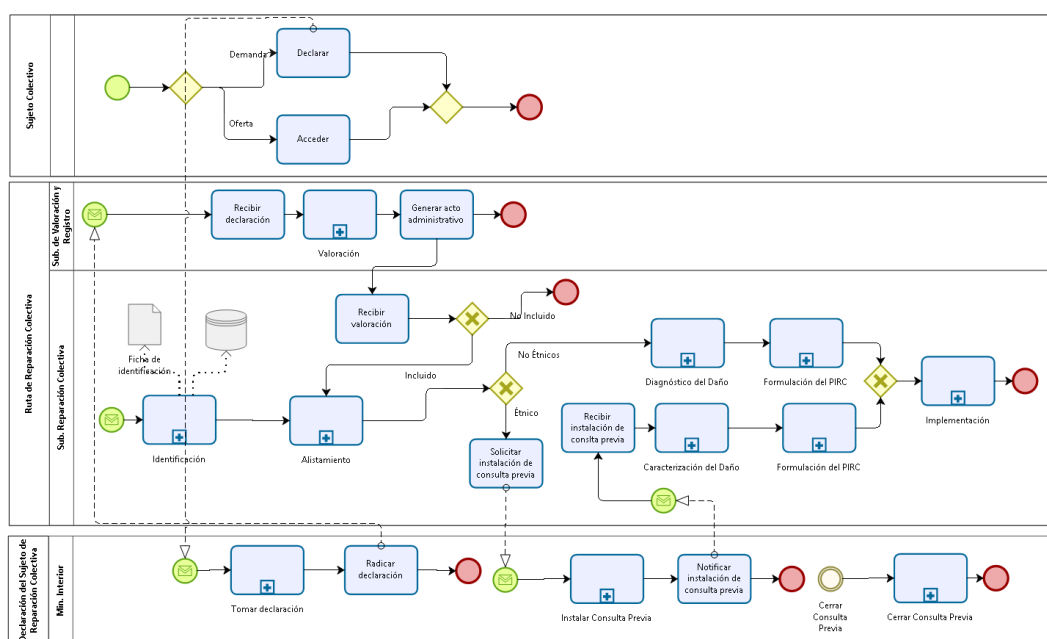 Sujeto Colectivo
Demanda
Declarar
Oferta
Acceder
Ruta de Reparación Colectiva
Sub. de Valoración y
Registro
Recibir
declaración
Valoración
Generar acto
administrativo
Sub. Reparación Colectiva
Recibir
valoración
No Incluido
Incluido
Ficha de
identificación
Identificación
Alistamiento
No Étnicos
Étnico
Solicitar
instalación de
consulta previa
Diagnóstico del Daño
Formulación del PIRC
Recibir
instalación de
conslta previa
Caracterización del Daño
Formulación del PIRC
Implementación
Declaración del Sujeto de
Reparación Colectiva
Min. Interior
Tomar declaración
Radicar
declaración
Instalar Consulta Previa
Notificar
instalación de
consulta previa
Cerrar
Consulta
Previa
Cerrar Consulta Previa